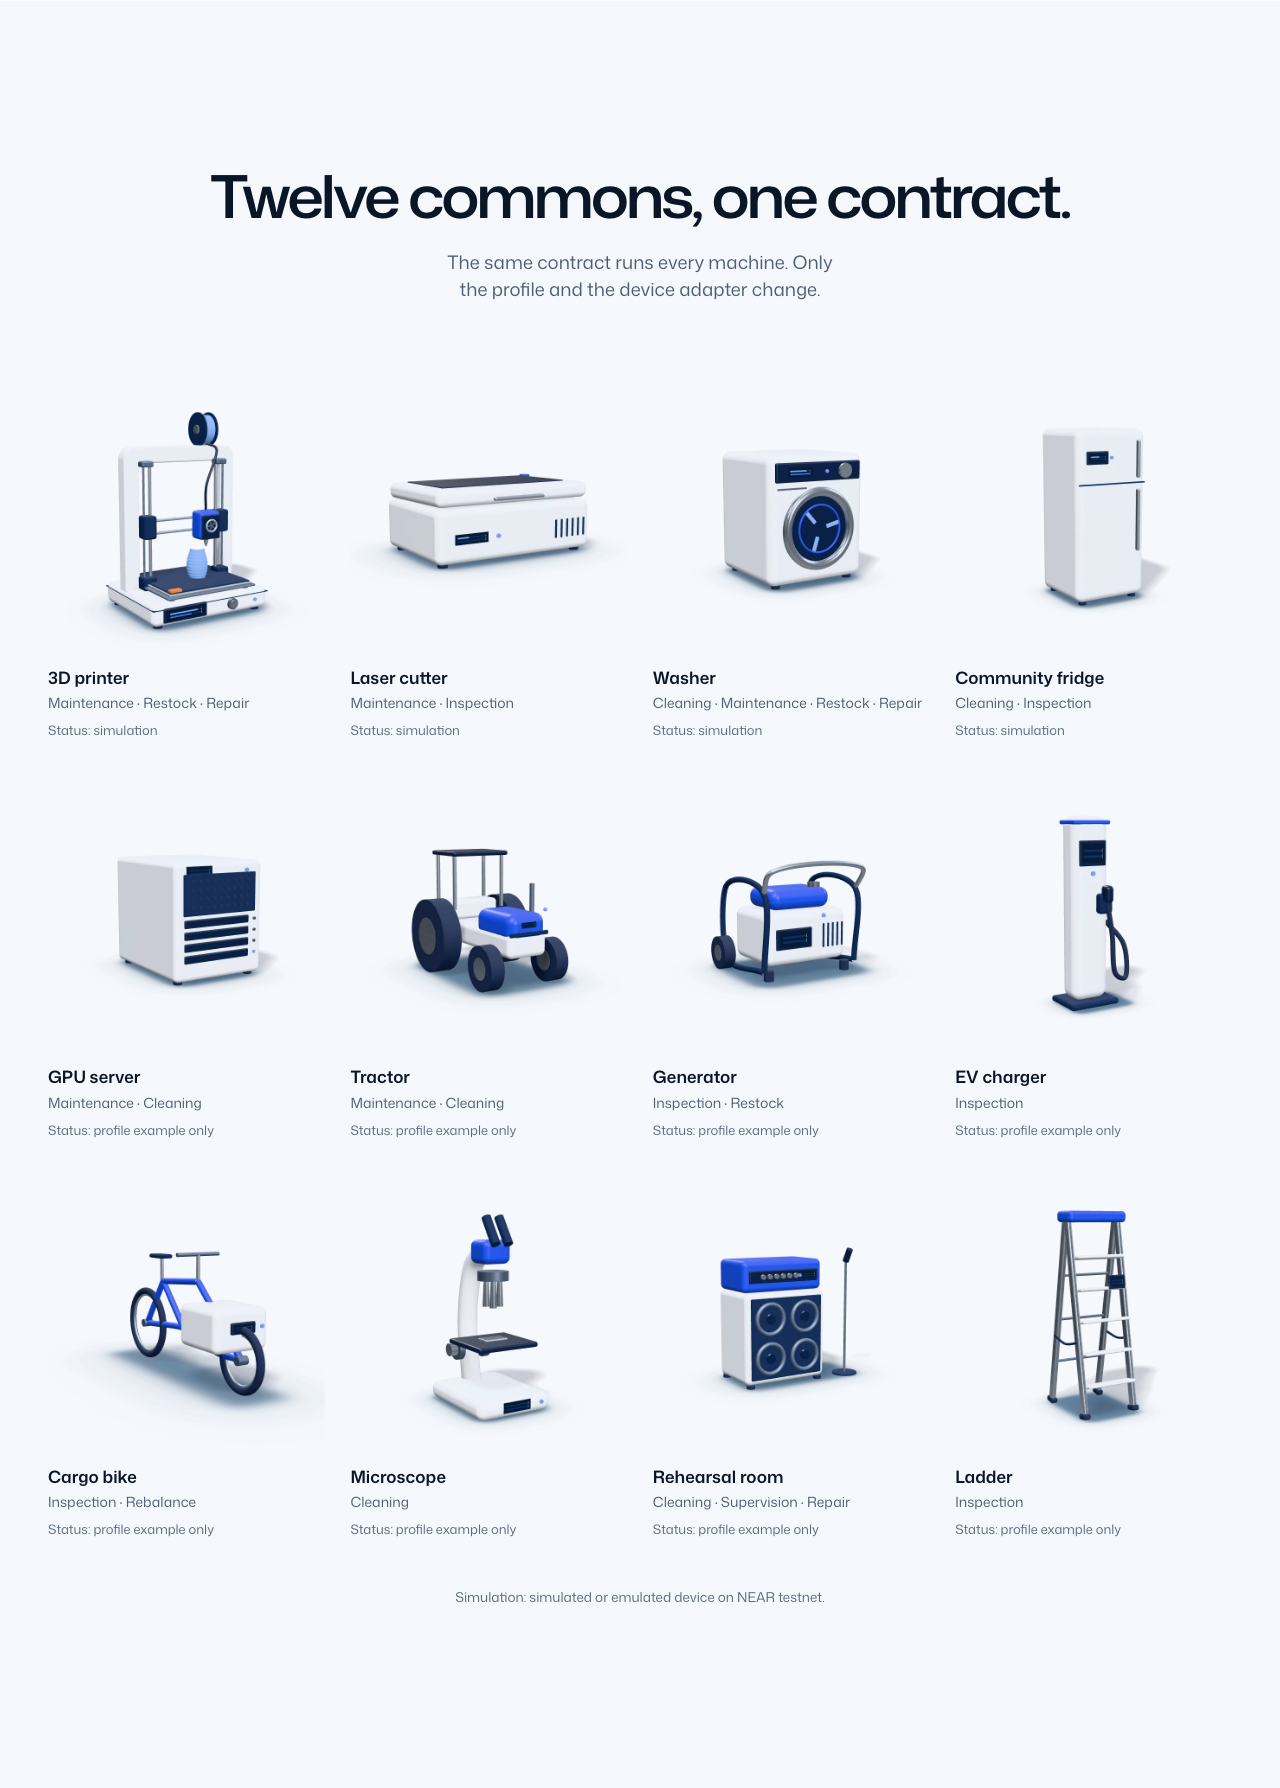 Twelve commons, one contract.
The same contract runs every machine. Only
the profile and the device adapter change.
3D printer
Maintenance · Restock · Repair
Status: simulation
Laser cutter
Maintenance · Inspection
Status: simulation
Washer
Cleaning · Maintenance · Restock · Repair
Status: simulation
Community fridge
Cleaning · Inspection
Status: simulation
GPU server
Maintenance · Cleaning
Status: profile example only
Tractor
Maintenance · Cleaning
Status: profile example only
Generator
Inspection · Restock
Status: profile example only
EV charger
Inspection
Status: profile example only
Cargo bike
Inspection · Rebalance
Status: profile example only
Microscope
Cleaning
Status: profile example only
Rehearsal room
Cleaning · Supervision · Repair
Status: profile example only
Ladder
Inspection
Status: profile example only
Simulation: simulated or emulated device on NEAR testnet.